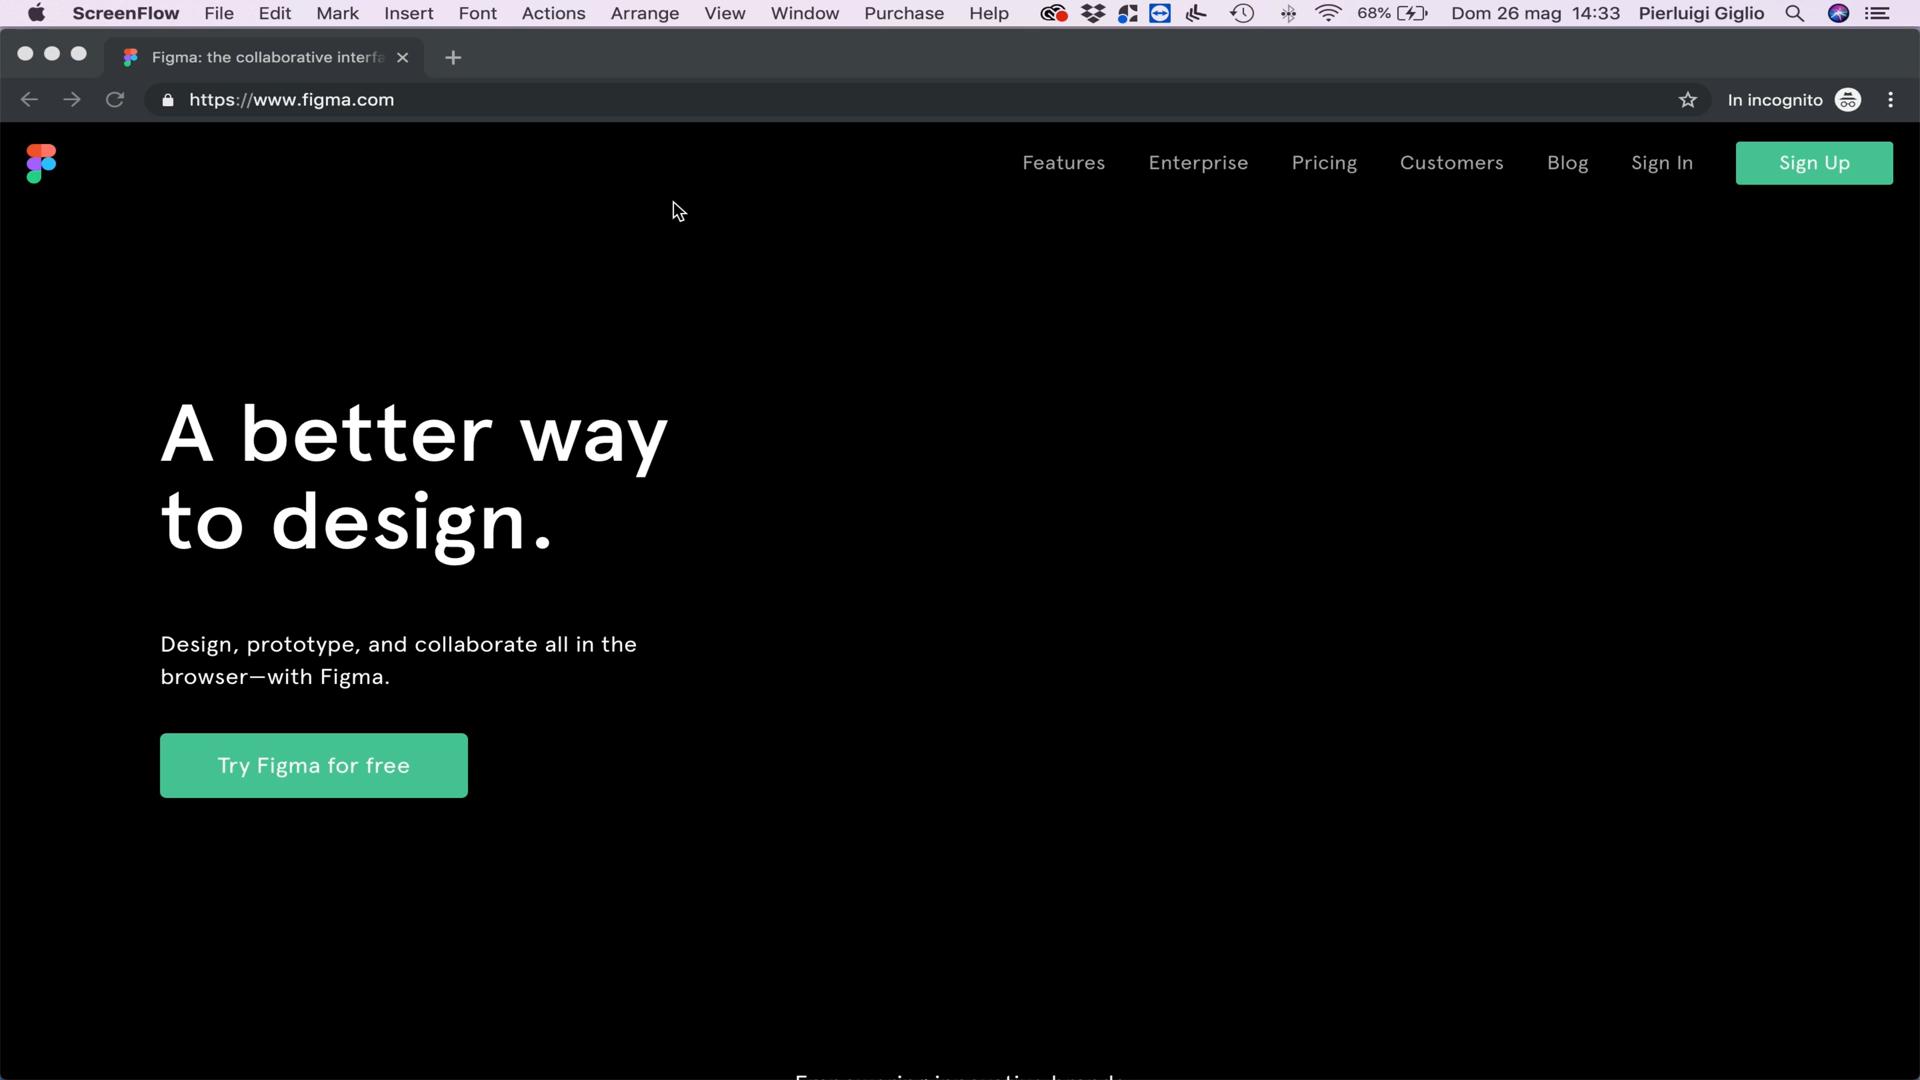 ScreenFlow File Edit Mark Insert Font Actions Arrange View Window Purchase Help 68% Dom 26 mag 14:33 Pierluigi Giglio
Figma: the collaborative interfa
https://www.figma.com In incognito
Features Enterprise Pricing Customers Blog Sign In Sign Up
A better way
to design.
Design, prototype, and collaborate all in the
browser—with Figma.
Try Figma for free